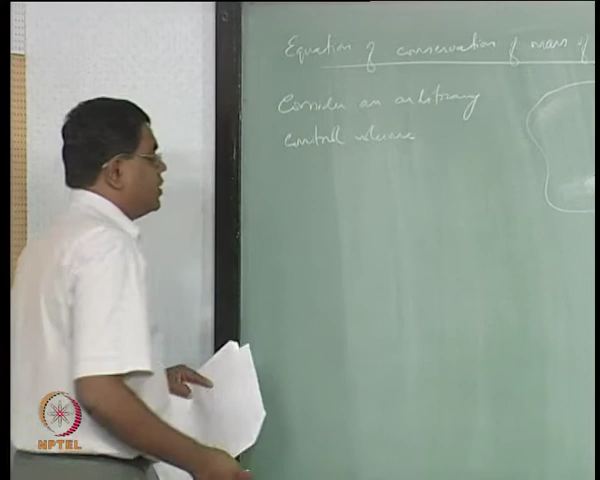 Equation of conservation of mass of
Consider an arbitrary
control volume
NPTEL